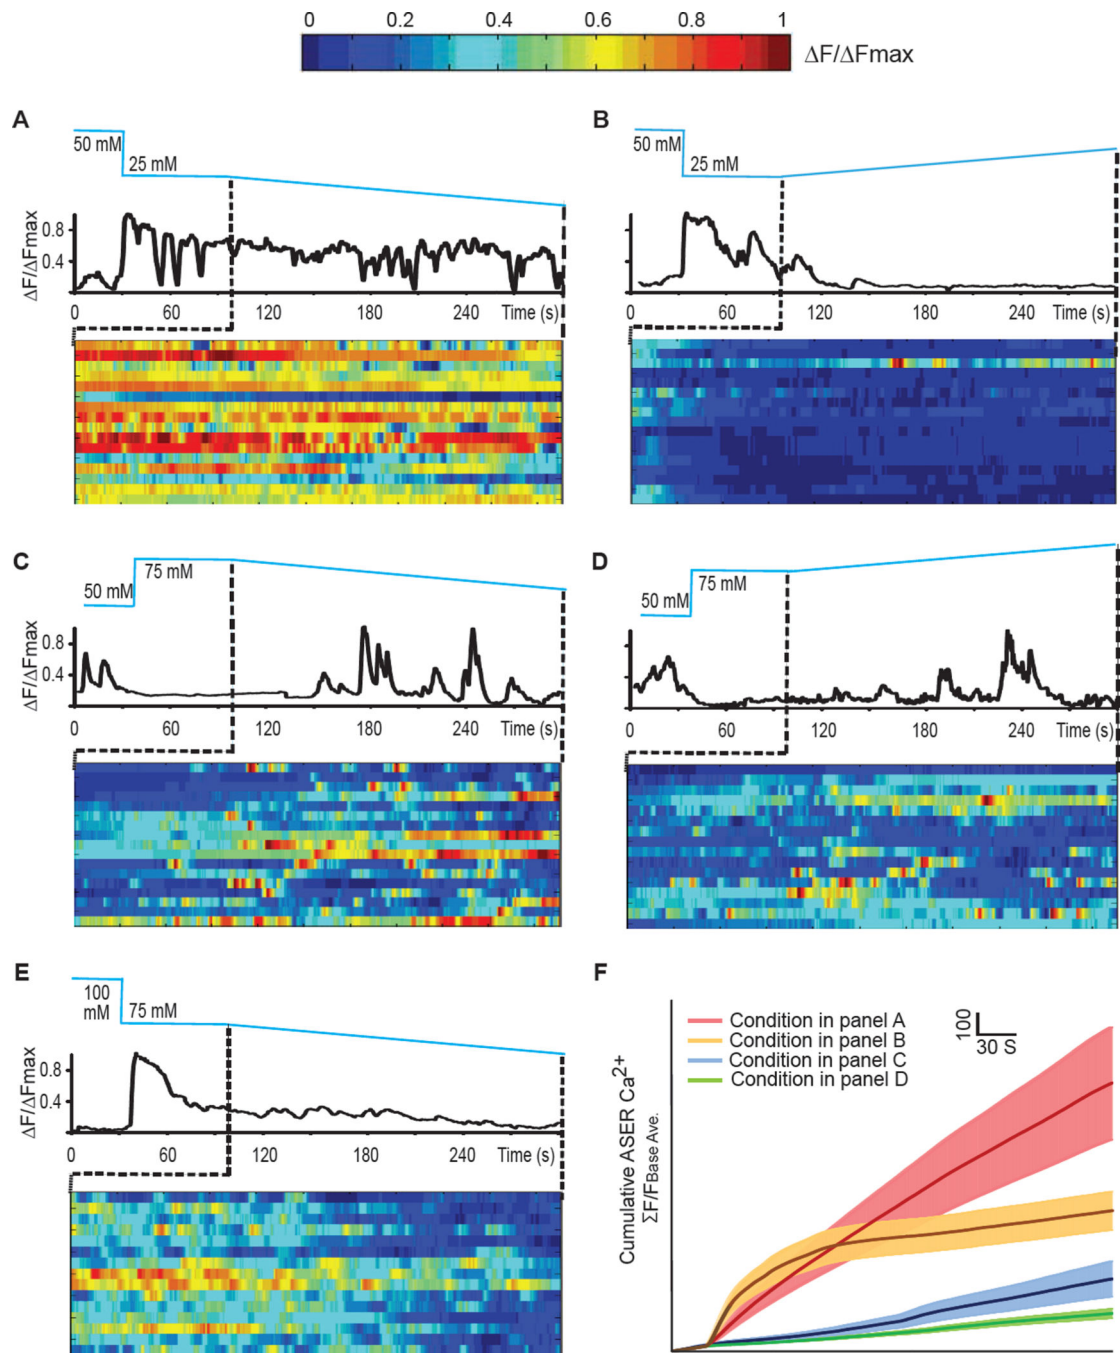 0 0.2 0.4 0.6 0.8 1
ΔF/ΔFmax
A
50 mM
25 mM
ΔF/ΔFmax
0.8
0.4
0 60 120 180 240 Time (s)
B
50 mM
25 mM
0 60 120 180 240 Time (s)
C
50 mM
75 mM
ΔF/ΔFmax
0.8
0.4
0 60 120 180 240 Time (s)
D
50 mM
75 mM
0 60 120 180 240 Time (s)
E
100
mM
75 mM
ΔF/ΔFmax
0.8
0.4
0 60 120 180 240 Time (s)
F
Condition in panel A
Condition in panel B
Condition in panel C
Condition in panel D
100
30 S
Cumulative ASER Ca2+
ΣF/FBase Ave.